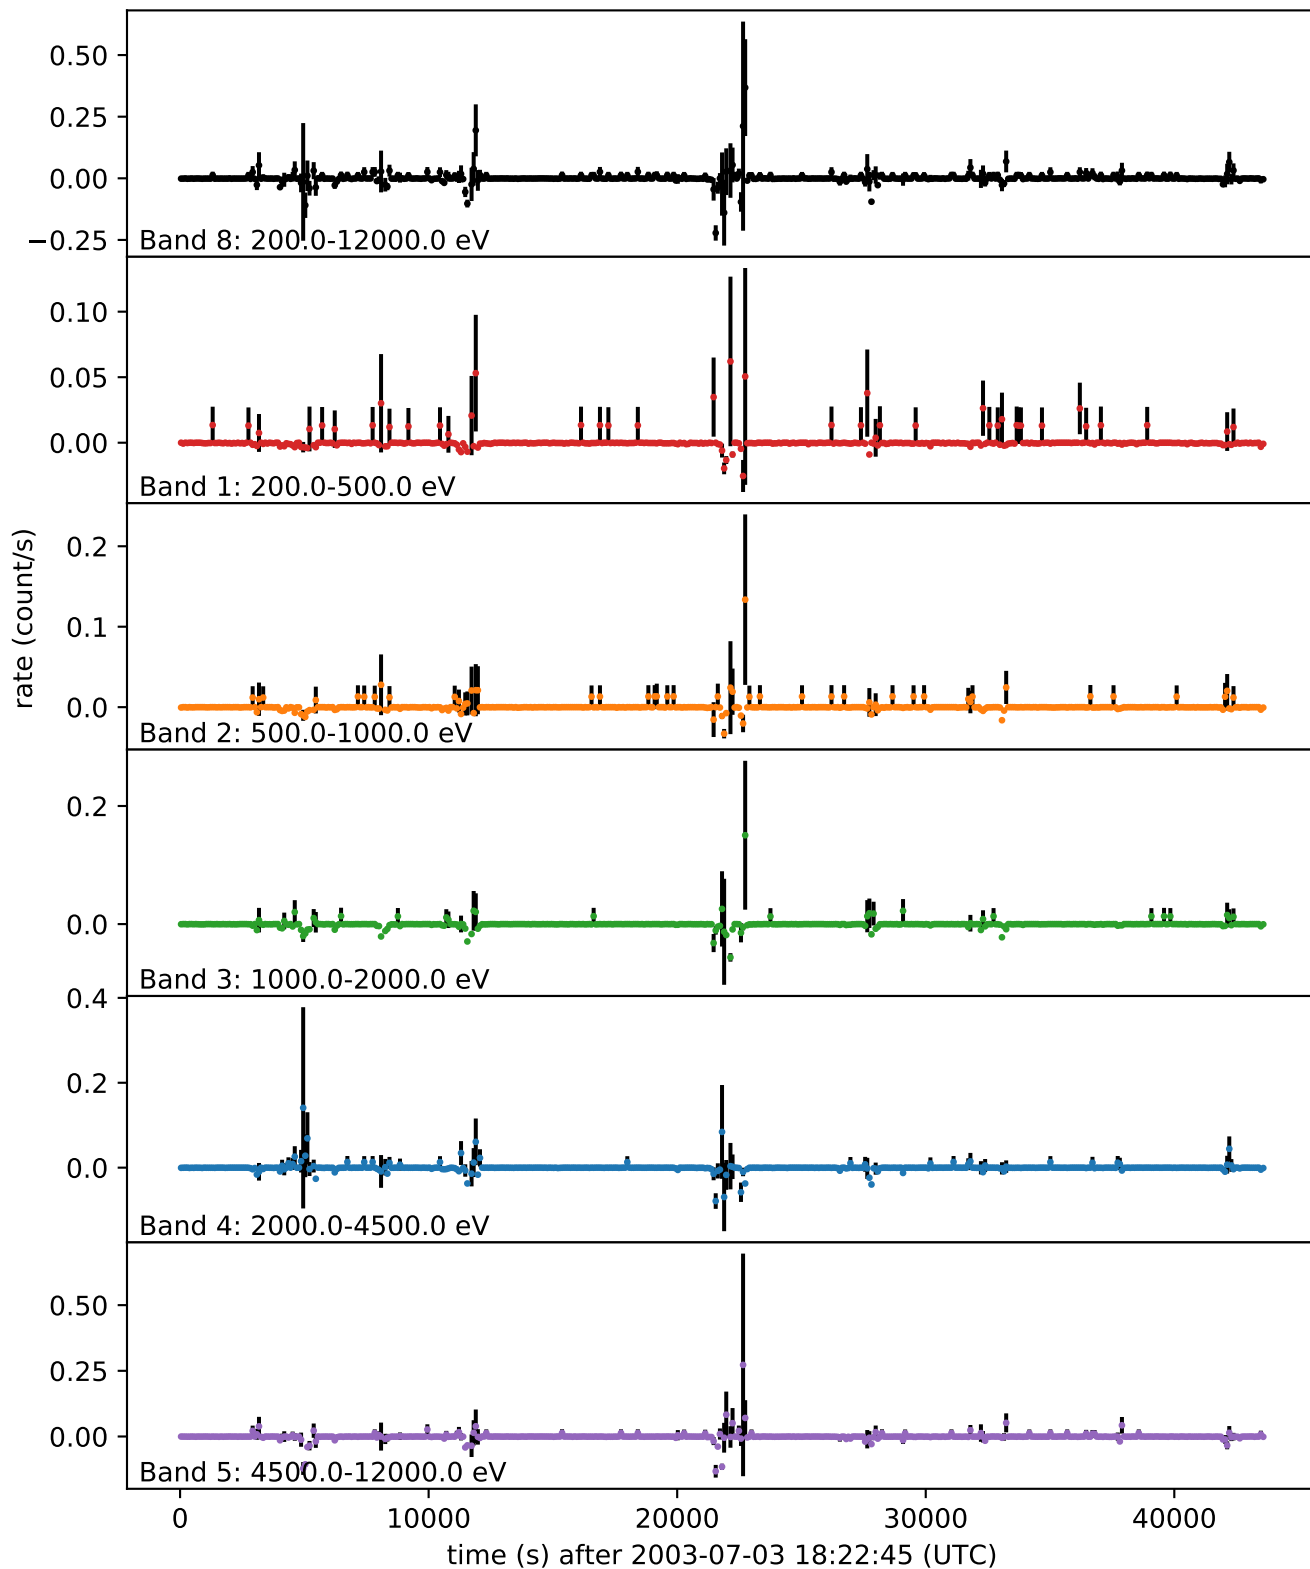 0.50
0.25
0.00
−0.25
Band 8: 200.0-12000.0 eV
0.10
0.05
0.00
Band 1: 200.0-500.0 eV
0.2
0.1
0.0
Band 2: 500.0-1000.0 eV
rate (count/s)
0.2
0.0
Band 3: 1000.0-2000.0 eV
0.4
0.2
0.0
Band 4: 2000.0-4500.0 eV
0.50
0.25
0.00
Band 5: 4500.0-12000.0 eV
0 10000 20000 30000 40000
time (s) after 2003-07-03 18:22:45 (UTC)